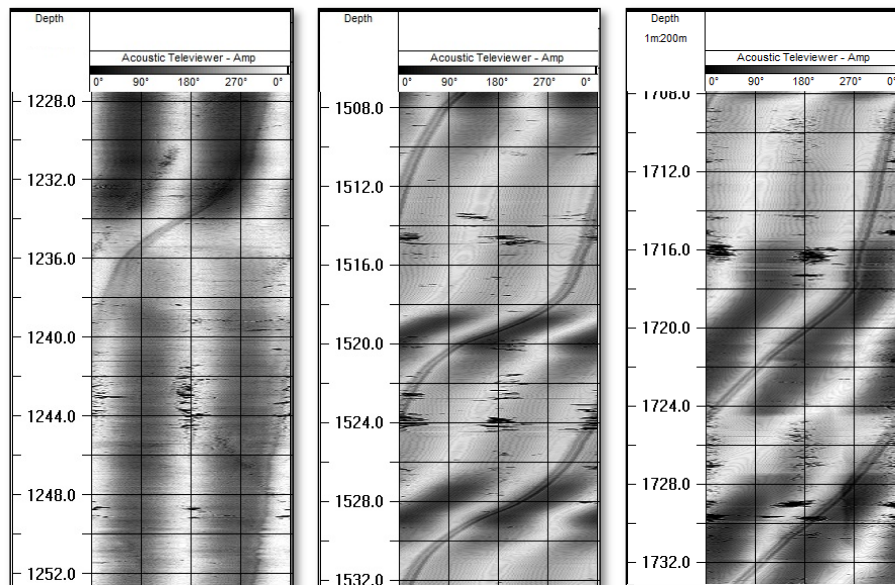 Depth
Acoustic Televiewer - Amp
0° 90° 180° 270° 0°
1228.0
1232.0
1236.0
1240.0
1244.0
1248.0
1252.0
Depth
Acoustic Televiewer - Amp
0° 90° 180° 270° 0°
1508.0
1512.0
1516.0
1520.0
1524.0
1528.0
1532.0
Depth
1m:200m
Acoustic Televiewer - Amp
0° 90° 180° 270° 0°
1708.0
1712.0
1716.0
1720.0
1724.0
1728.0
1732.0